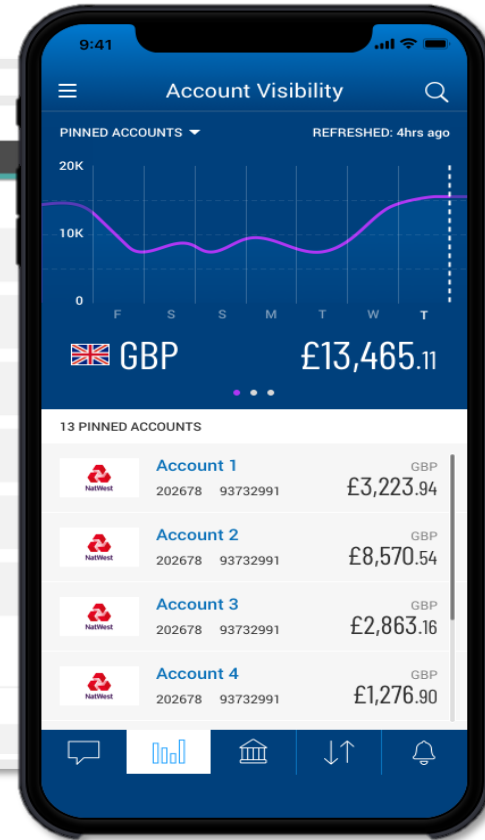 9:41
Account Visibility
PINNED ACCOUNTS REFRESHED: 4hrs ago
20K
10K
0
F S S M T W T
GBP £13,465.11
13 PINNED ACCOUNTS
NatWest
Account 1
202678 93732991
GBP
£3,223.94
NatWest
Account 2
202678 93732991
GBP
£8,570.54
NatWest
Account 3
202678 93732991
GBP
£2,863.16
NatWest
Account 4
202678 93732991
GBP
£1,276.90